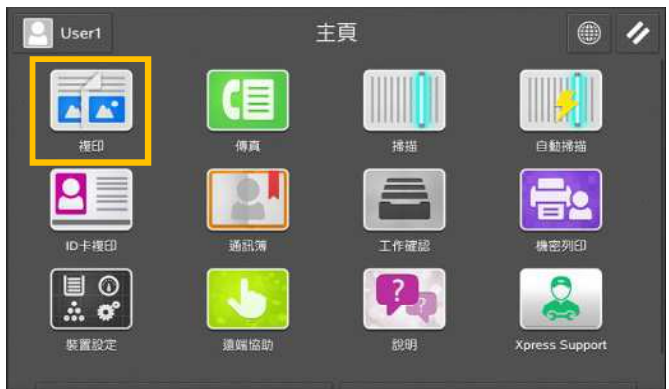 User1
主頁
複印
傳真
掃描
自動掃描
ID卡複印
通訊簿
工作確認
機密列印
裝置設定
遠端協助
說明
Xpress Support